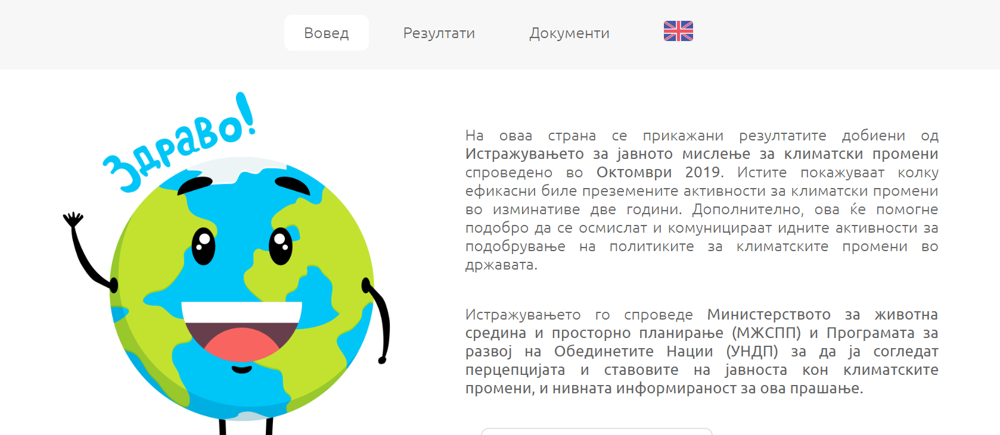 Вовед
Резултати
Документи
Здраво!
На оваа страна се прикажани резултатите добиени од
Истражувањето за јавното мислење за климатски промени
спроведено во Октомври 2019. Истите покажуваат колку
ефикасни биле преземените активности за климатски промени
во изминативе две години. Дополнително, ова ќе помогне
подобро да се осмислат и комуницираат идните активности за
подобрување на политиките за климатските промени во
државата.
Истражувањето го спроведе Министерството за животна
средина и просторно планирање (МЖСПП) и Програмата за
развој на Обединетите Нации (УНДП) за да ја согледат
перцепцијата и ставовите на јавноста кон климатските
промени, и нивната информираност за ова прашање.